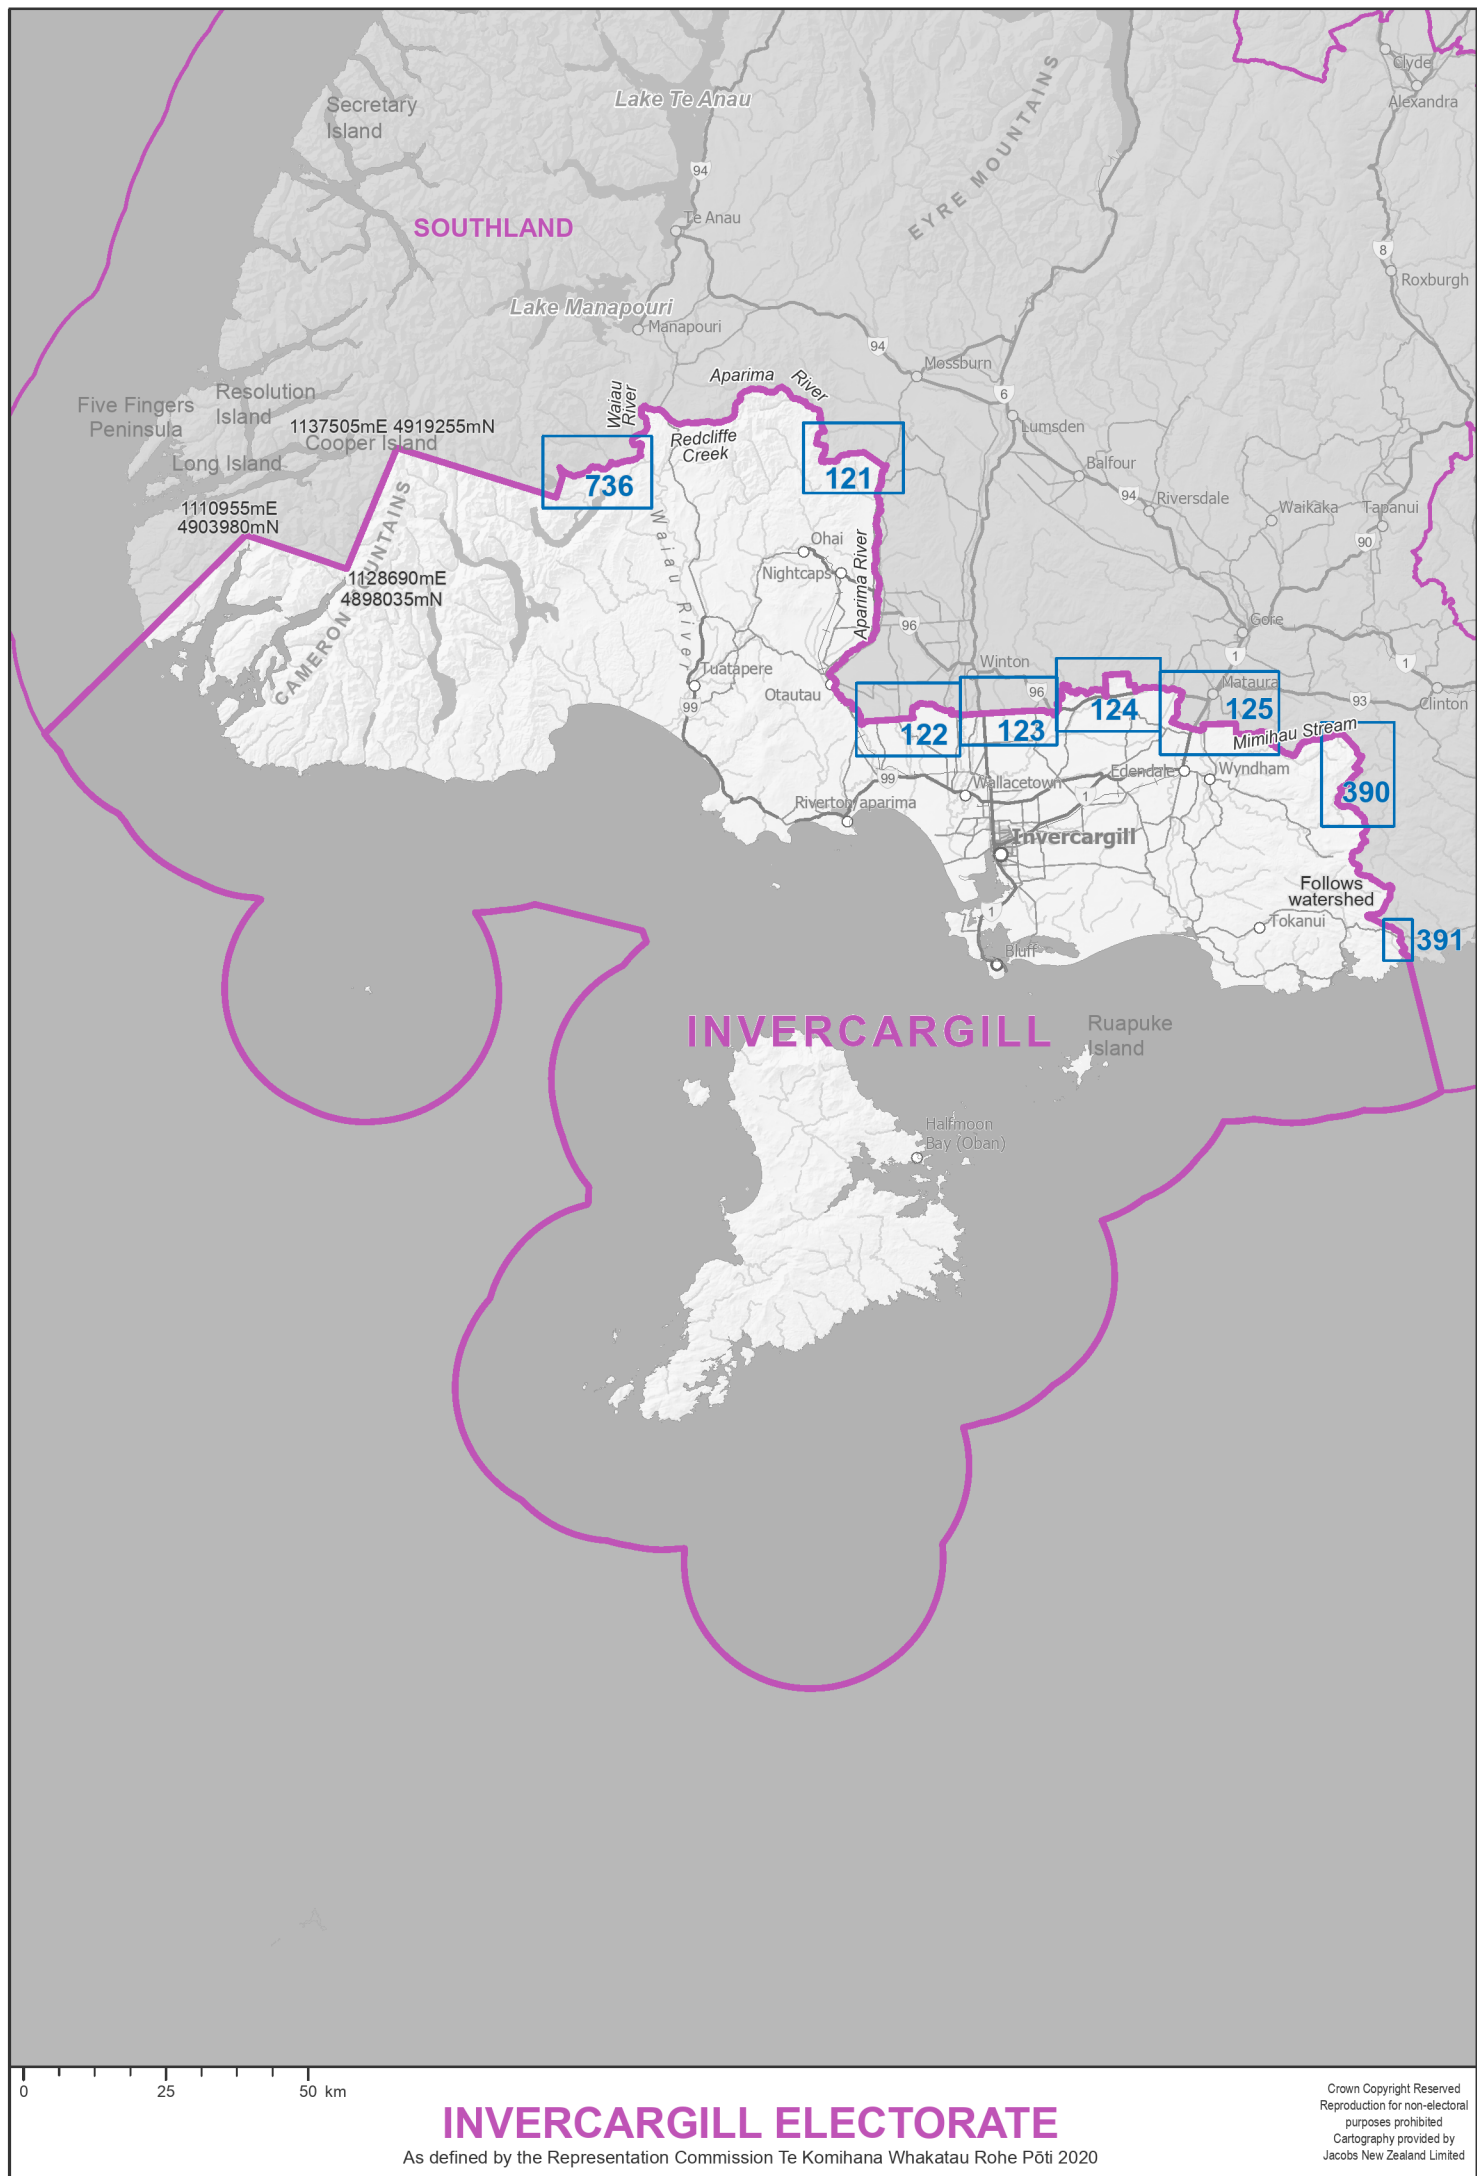 Clyde
Alexandra
Secretary
Island
Lake Te Anau
EYRE MOUNTAINS
94
SOUTHLAND
Te Anau
8
Roxburgh
Lake Manapouri
Manapouri
94
Mossburn
Aparima River
Waiau
River
6
Resolution
Island
Five Fingers
Peninsula
1137505mE 4919255mN
Cooper Island
Lumsden
Redcliffe
Creek
Long Island
Balfour
736
121
94
Riversdale
Waikaka
Tapanui
1110955mE
4903980mN
90
CAMERON MOUNTAINS
Waiau River
Ohai
Nightcaps
Aparima River
1128690mE
4898035mN
96
Gore
1
1
Tuatapere
Winton
Otautau
96
Mataura
93
Clinton
99
122
123
124
125
Mimihau Stream
99
Wallacetown
Edendale
Wyndham
1
390
Riverton/aparima
Invercargill
Follows
watershed
1
Tokanui
391
Bluff
INVERCARGILL
Ruapuke
Island
Halfmoon
Bay (Oban)
0 25 50 km
INVERCARGILL ELECTORATE
As defined by the Representation Commission Te Komihana Whakatau Rohe Pōti 2020
Crown Copyright Reserved
Reproduction for non-electoral
purposes prohibited
Cartography provided by
Jacobs New Zealand Limited